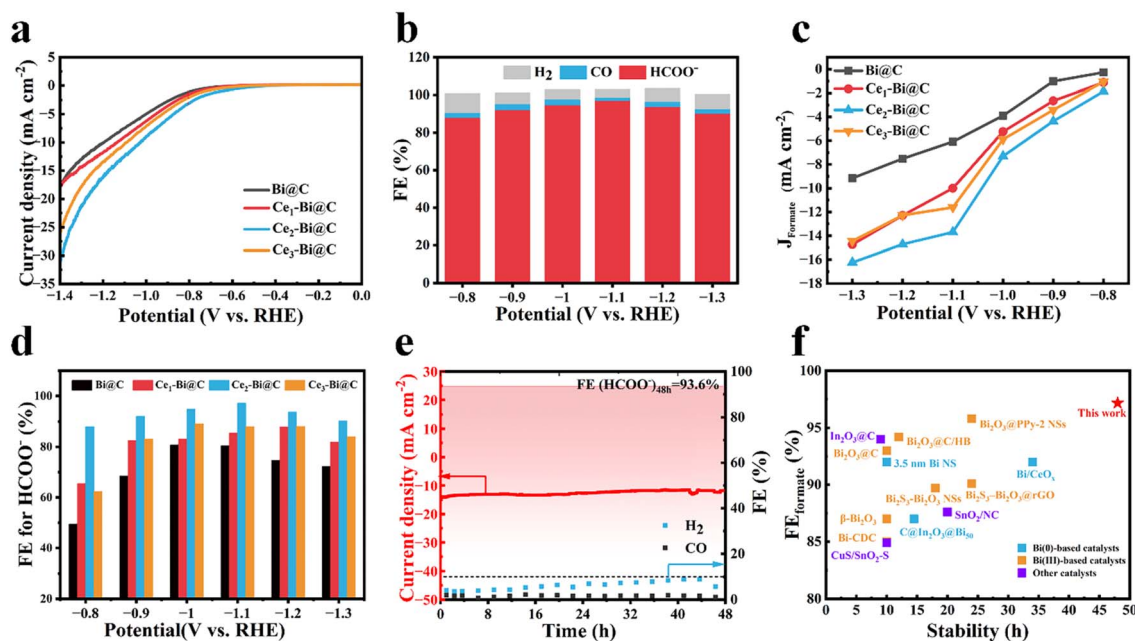 a
Current density (mA cm⁻²)
5
0
−5
−10
−15
−20
−25
−30
−35
Bi@C
Ce₁-Bi@C
Ce₂-Bi@C
Ce₃-Bi@C
−1.4 −1.2 −1.0 −0.8 −0.6 −0.4 −0.2 0.0
Potential (V vs. RHE)
b
FE (%)
120
100
80
60
40
20
0
H₂ CO HCOO⁻
−0.8 −0.9 −1 −1.1 −1.2 −1.3
Potential (V vs. RHE)
c
J_Formate (mA cm⁻²)
0
−2
−4
−6
−8
−10
−12
−14
−16
−18
Bi@C
Ce₁-Bi@C
Ce₂-Bi@C
Ce₃-Bi@C
−1.3 −1.2 −1.1 −1.0 −0.9 −0.8
Potential (V vs. RHE)
d
FE for HCOO⁻ (%)
100
80
60
40
20
Bi@C Ce₁-Bi@C Ce₂-Bi@C Ce₃-Bi@C
−0.8 −0.9 −1 −1.1 −1.2 −1.3
Potential(V vs. RHE)
e
Current density (mA cm⁻²)
30
20
10
0
−10
−20
−30
−40
−50
FE (HCOO⁻)₄₈ₕ=93.6%
H₂
CO
100
80
60
40
20
10
0
FE (%)
0 8 16 24 32 40 48
Time (h)
f
FE_formate (%)
100
95
90
85
80
This work
Bi₂O₃@PPy-2 NSs
In₂O₃@C
Bi₂O₃@C/HB
Bi₂O₃@C
3.5 nm Bi NS
Bi/CeOₓ
Bi₂S₃-Bi₂O₃ NSs
Bi₂S₃–Bi₂O₃@rGO
β-Bi₂O₃
C@In₂O₃@Bi₅₀
SnO₂/NC
Bi-CDC
CuS/SnO₂-S
Bi(0)-based catalysts
Bi(III)-based catalysts
Other catalysts
0 5 10 15 20 25 30 35 40 45 50
Stability (h)